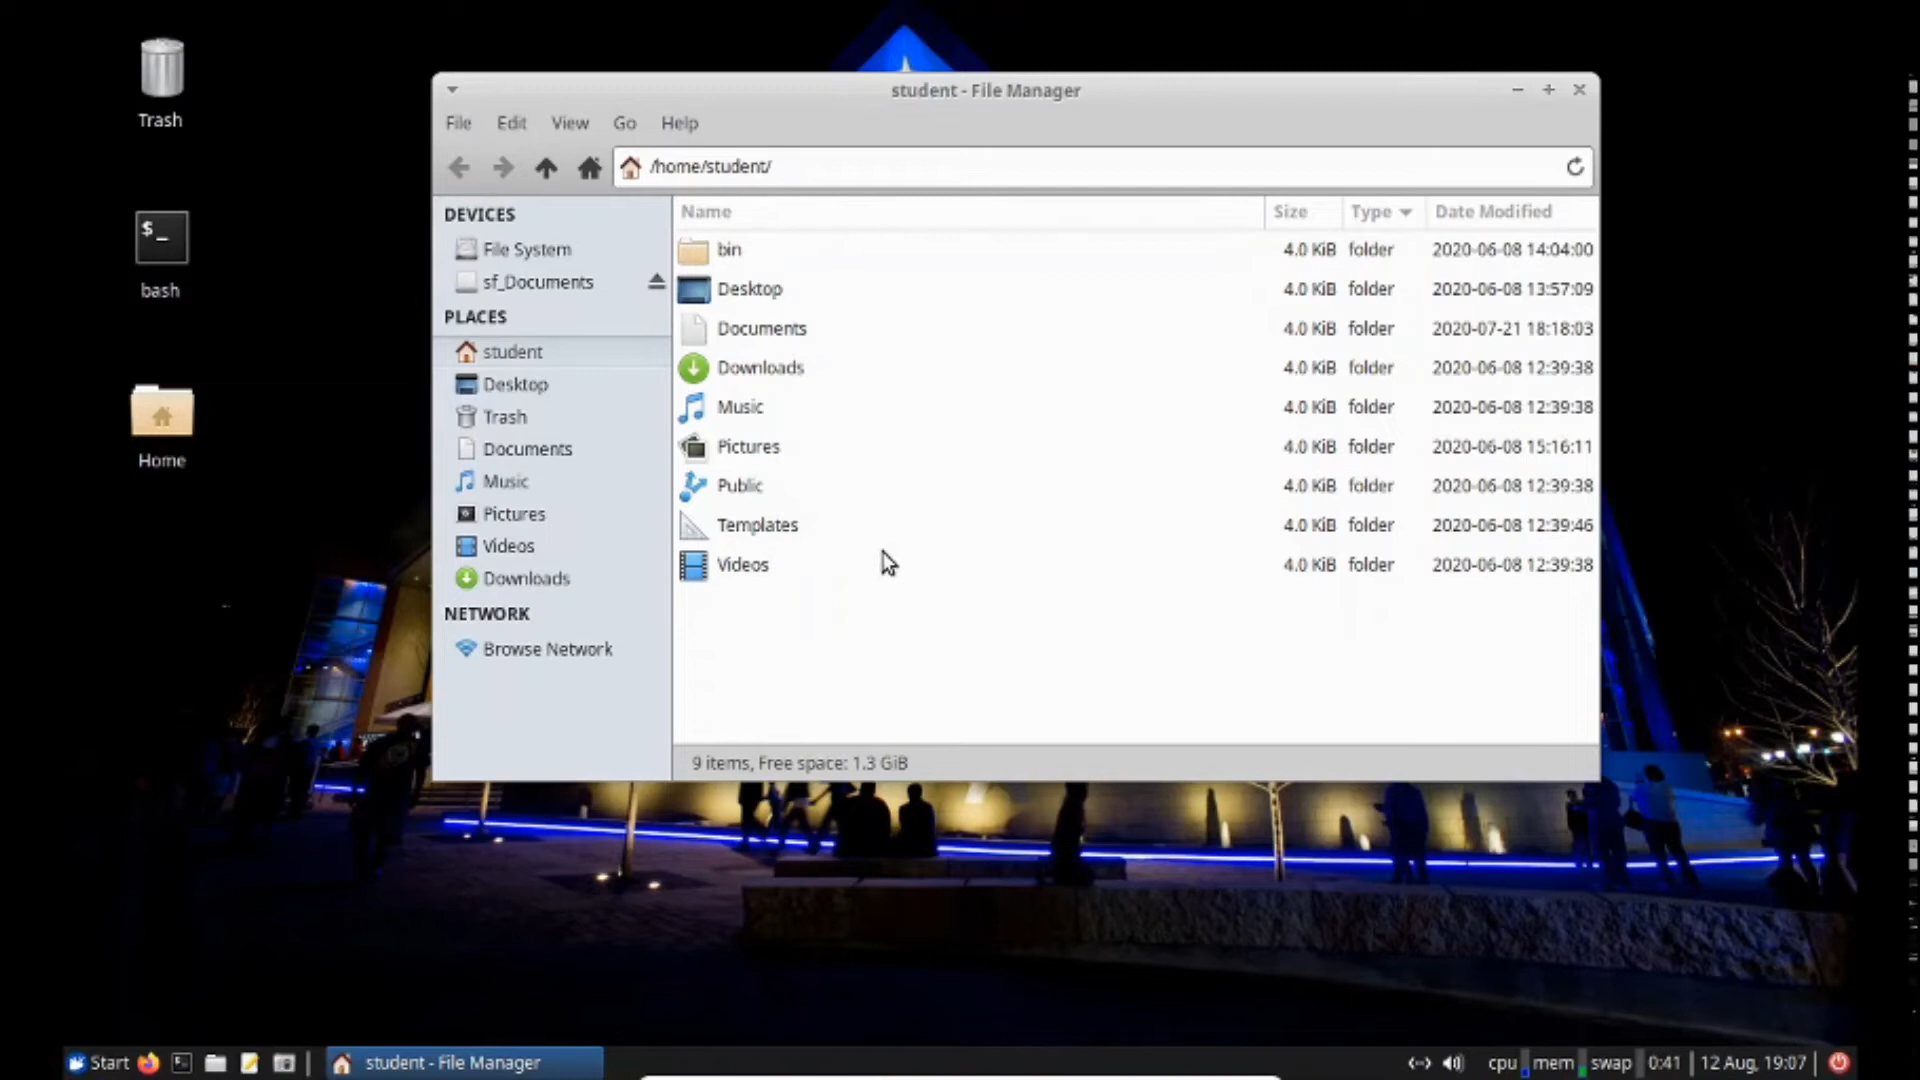 Trash
bash
Home
student - File Manager
File Edit View Go Help
/home/student/
DEVICES
File System
sf_Documents
PLACES
student
Desktop
Trash
Documents
Music
Pictures
Videos
Downloads
NETWORK
Browse Network
Name Size Type Date Modified
bin 4.0 KiB folder 2020-06-08 14:04:00
Desktop 4.0 KiB folder 2020-06-08 13:57:09
Documents 4.0 KiB folder 2020-07-21 18:18:03
Downloads 4.0 KiB folder 2020-06-08 12:39:38
Music 4.0 KiB folder 2020-06-08 12:39:38
Pictures 4.0 KiB folder 2020-06-08 15:16:11
Public 4.0 KiB folder 2020-06-08 12:39:38
Templates 4.0 KiB folder 2020-06-08 12:39:46
Videos 4.0 KiB folder 2020-06-08 12:39:38
9 items, Free space: 1.3 GiB
Start student - File Manager cpu mem swap 0:41 12 Aug, 19:07